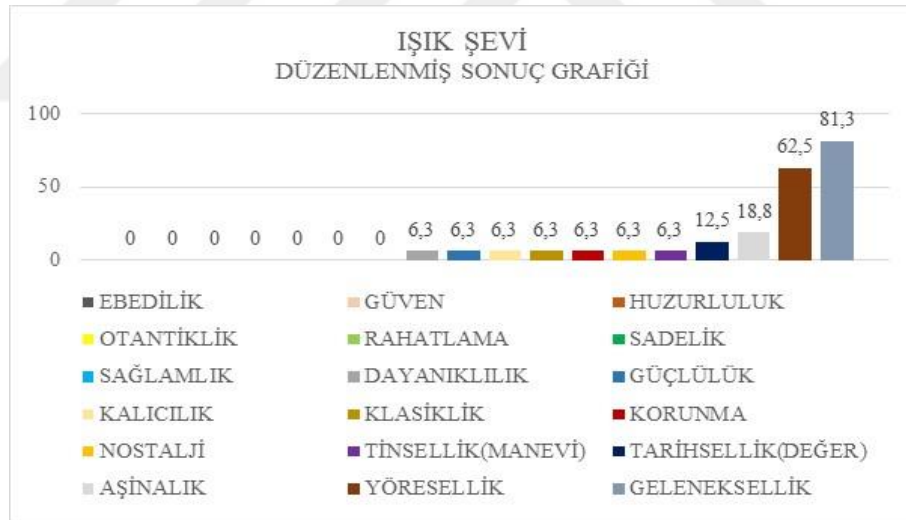 IŞIK ŞEVİ
DÜZENLENMİŞ SONUÇ GRAFİĞİ
100
50
0
0 0 0 0 0 0 0 6,3 6,3 6,3 6,3 6,3 6,3 6,3 12,5 18,8 62,5 81,3
EBEDİLİK GÜVEN HUZURLULUK
OTANTİKLİK RAHATLAMA SADELİK
SAĞLAMLIK DAYANIKLILIK GÜÇLÜLÜK
KALICILIK KLASİKLİK KORUNMA
NOSTALJİ TİNSELLİK(MANEVİ) TARİHSELLİK(DEĞER)
AŞİNALIK YÖRESELLİK GELENEKSELLİK